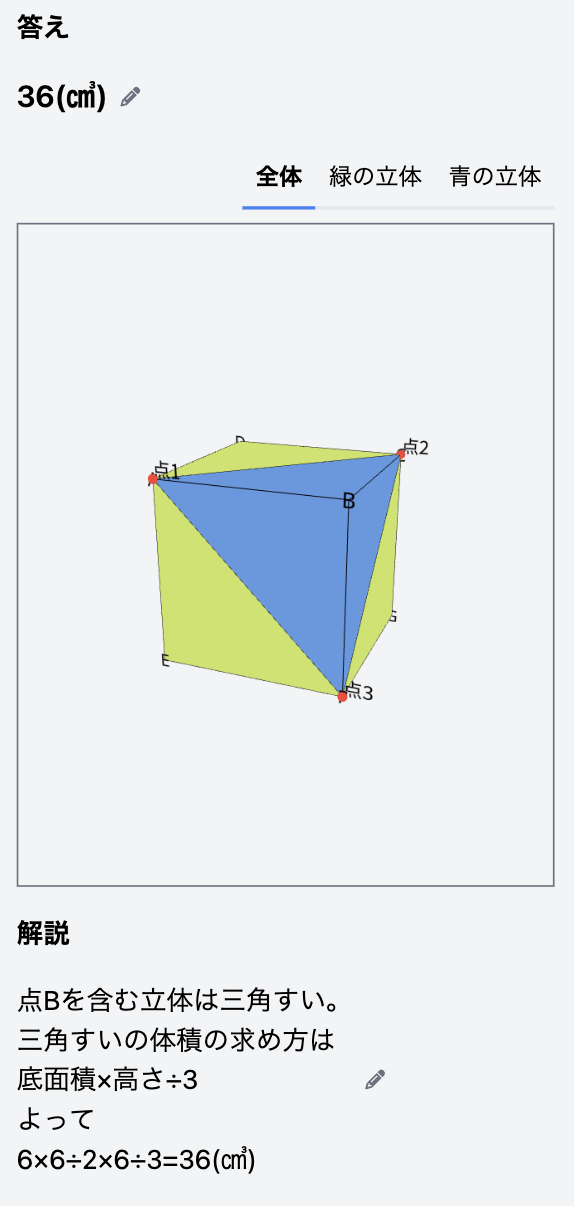 答え
36(㎤)
全体 緑の立体 青の立体
D
点2
点1
B
G
E
点3
解説
点Bを含む立体は三角すい。
三角すいの体積の求め方は
底面積×高さ÷3
よって
6×6÷2×6÷3=36(㎤)